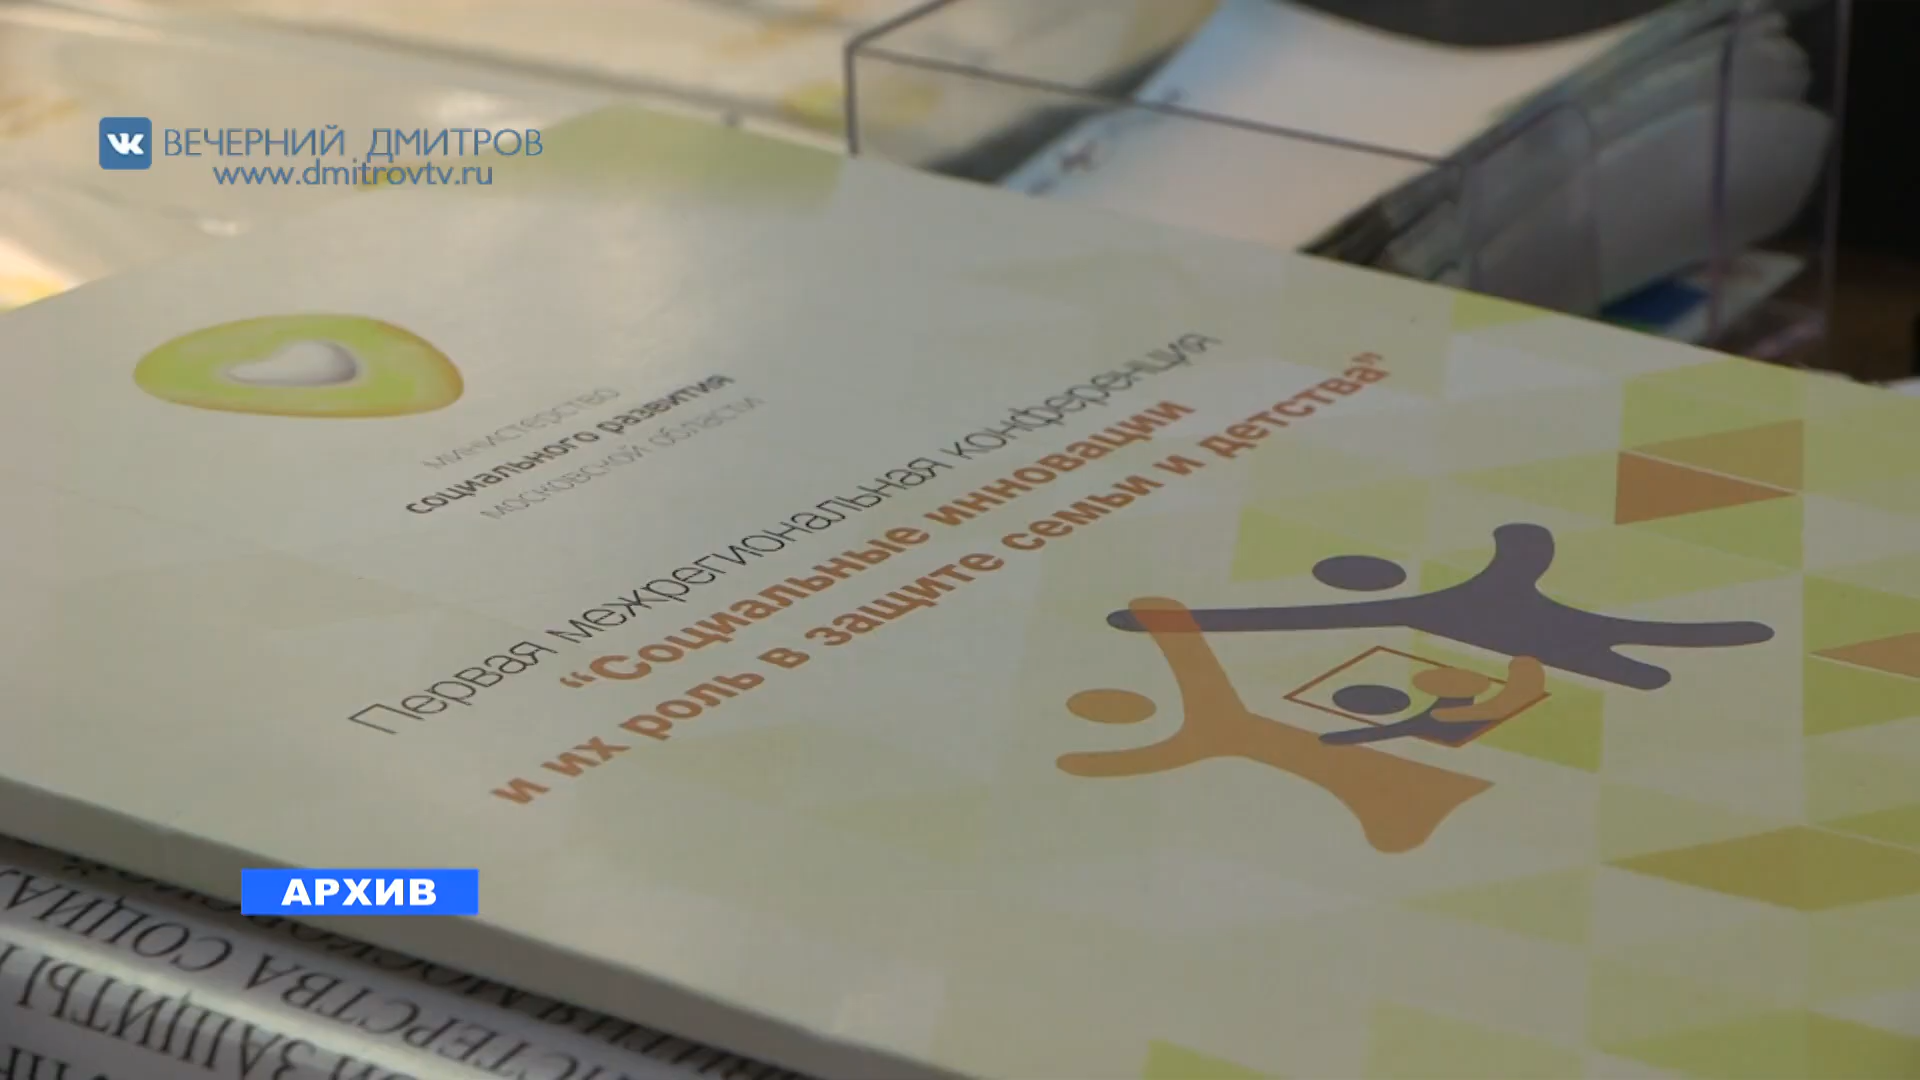 ВЕЧЕРНИЙ ДМИТРОВ
www.dmitrovtv.ru
министерство
социального развития
московской области
Первая межрегиональная конференция
“Социальные инновации
и их роль в защите семьи и детства”
АРХИВ
ЗАЩИТЫ